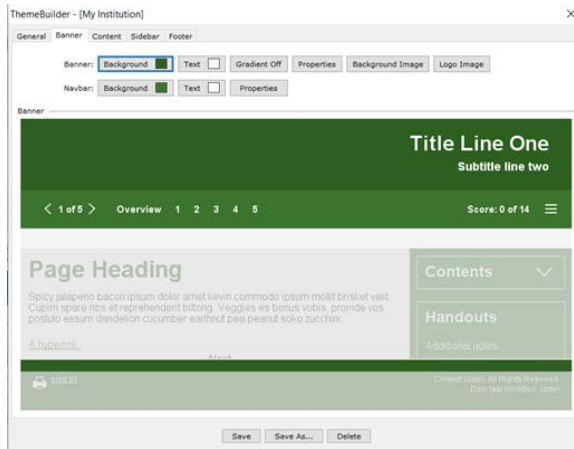 ThemeBuilder - [My Institution]
General Banner Content Sidebar Footer
Banner: Background Text Gradient Off Properties Background Image Logo Image
Navbar: Background Text Properties
Banner
Title Line One
Subtitle line two
1 of 5 Overview 1 2 3 4 5 Score: 0 of 14
Page Heading
Spicy jalapeno bacon ipsum dolor amet kevin commodo ipsum mollit brisket velit.
Cupim spare ribs et reprehenderit biltong. Veggies es bonus vobis, proinde vos
postulo essum dandelion cucumber earthnut pea peanut soko zucchini.
A hyperlink.
Next
Contents
Handouts
Additional notes
print all
Content (date). All Rights Reserved.
Date last modified: (date)
Save Save As... Delete